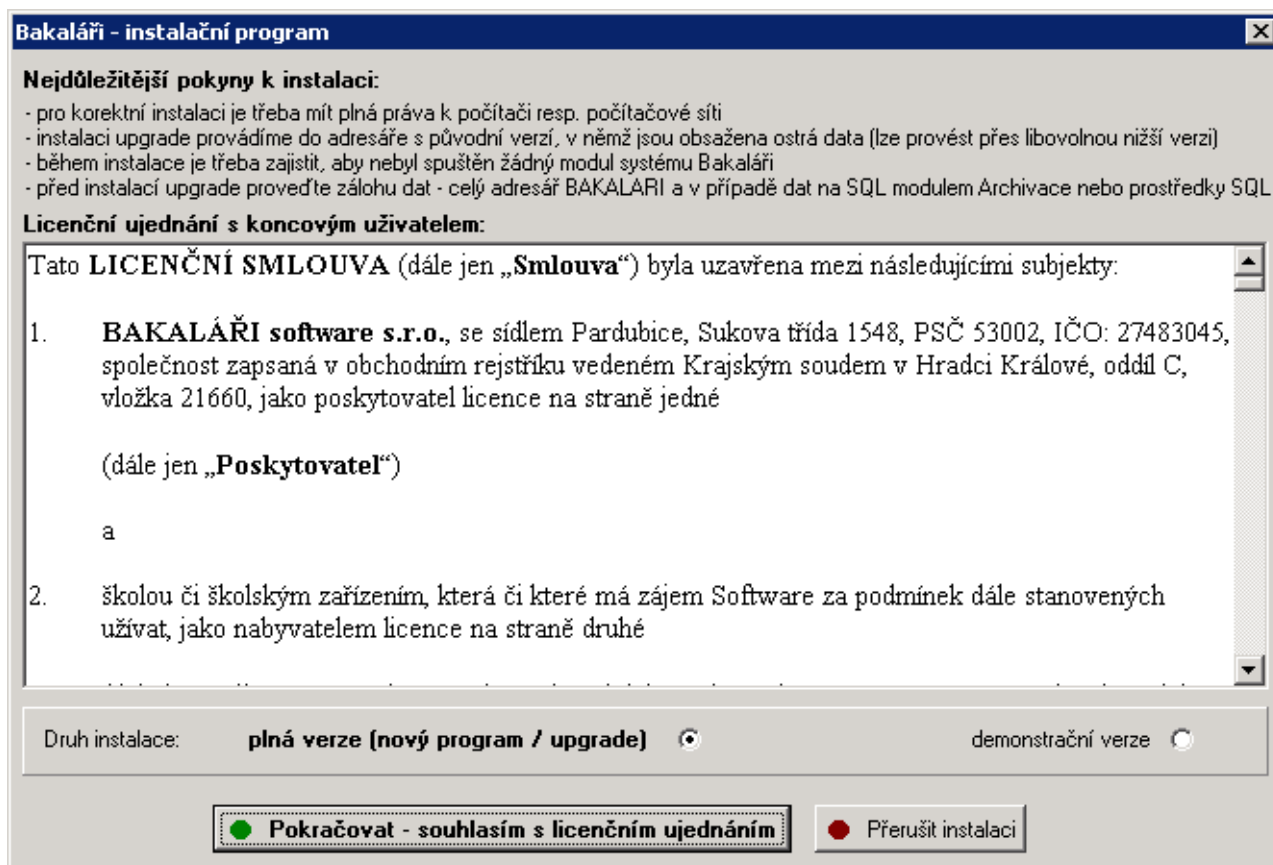 Bakaláři - instalační program
Nejdůležitější pokyny k instalaci:
- pro korektní instalaci je třeba mít plná práva k počítači resp. počítačové síti
- instalaci upgrade provádíme do adresáře s původní verzí, v němž jsou obsažena ostrá data (lze provést přes libovolnou nižší verzi)
- během instalace je třeba zajistit, aby nebyl spuštěn žádný modul systému Bakaláři
- před instalací upgrade proveďte zálohu dat - celý adresář BAKALARI a v případě dat na SQL modulem Archivace nebo prostředky SQL
Licenční ujednání s koncovým uživatelem:
Tato LICENČNÍ SMLOUVA (dále jen „Smlouva“) byla uzavřena mezi následujícími subjekty:
1. BAKALÁŘI software s.r.o., se sídlem Pardubice, Sukova třída 1548, PSČ 53002, IČO: 27483045,
společnost zapsaná v obchodním rejstříku vedeném Krajským soudem v Hradci Králové, oddíl C,
vložka 21660, jako poskytovatel licence na straně jedné
(dále jen „Poskytovatel“)
a
2. školou či školským zařízením, která či které má zájem Software za podmínek dále stanovených
užívat, jako nabyvatelem licence na straně druhé
Druh instalace: plná verze (nový program / upgrade) demonstrační verze
Pokračovat - souhlasím s licenčním ujednáním Přerušit instalaci